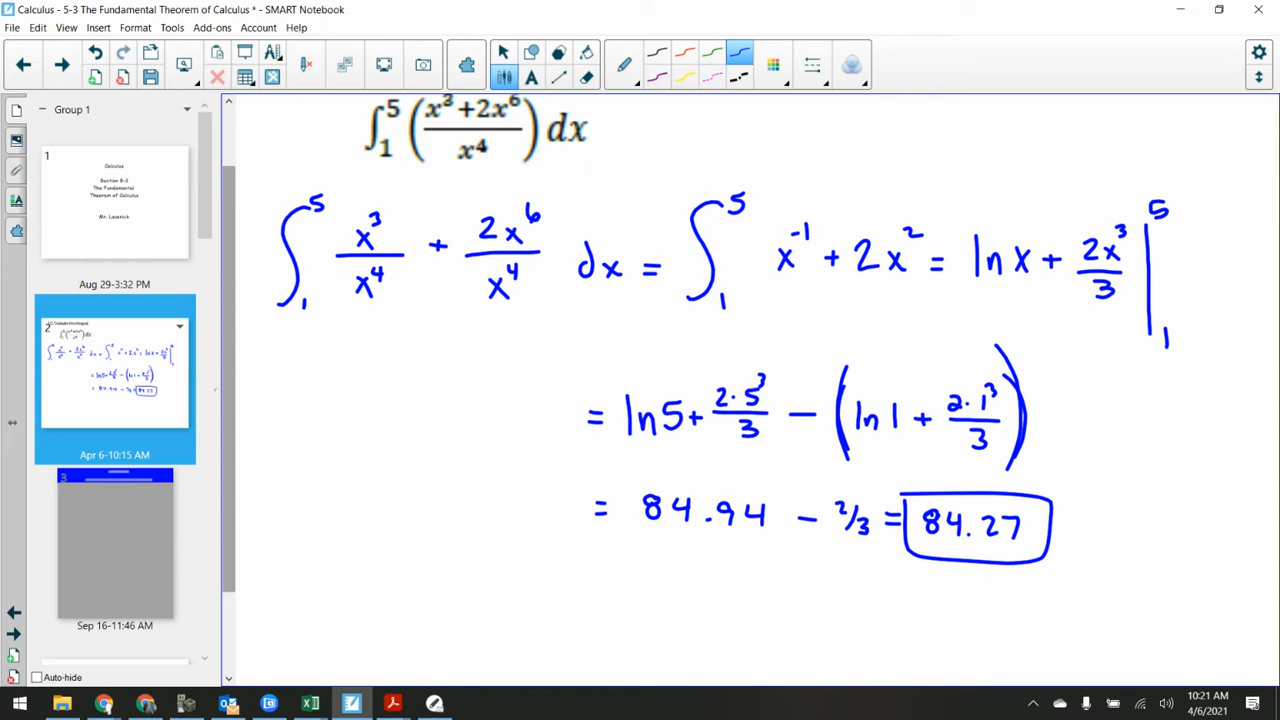 Calculus - 5-3 The Fundamental Theorem of Calculus * - SMART Notebook
File Edit View Insert Format Tools Add-ons Account Help
Group 1
1
Calculus
Section 5-3
The Fundamental
Theorem of Calculus
Aug 29-3:32 PM
2
Apr 6-10:15 AM
3
Sep 16-11:46 AM
Auto-hide
∫₁⁵ (x³+2x⁶ / x⁴) dx
∫₁⁵ x³/x⁴ + 2x⁶/x⁴ dx = ∫₁⁵ x⁻¹ + 2x² = ln x + 2x³/3 |₁⁵
= ln 5 + 2·5³/3 − (ln 1 + 2·1³/3)
= 84.94 − 2/3 = 84.27
10:21 AM
4/6/2021